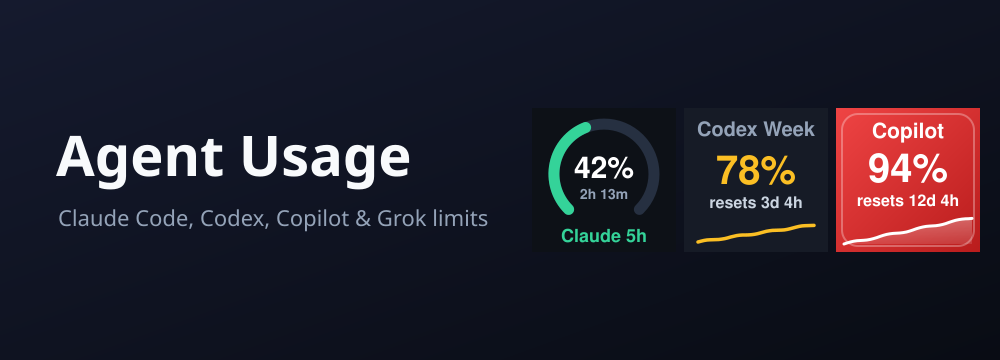 Agent Usage
Claude Code, Codex, Copilot & Grok limits
42%
2h 13m
Claude 5h
Codex Week
78%
resets 3d 4h
Copilot
94%
resets 12d 4h